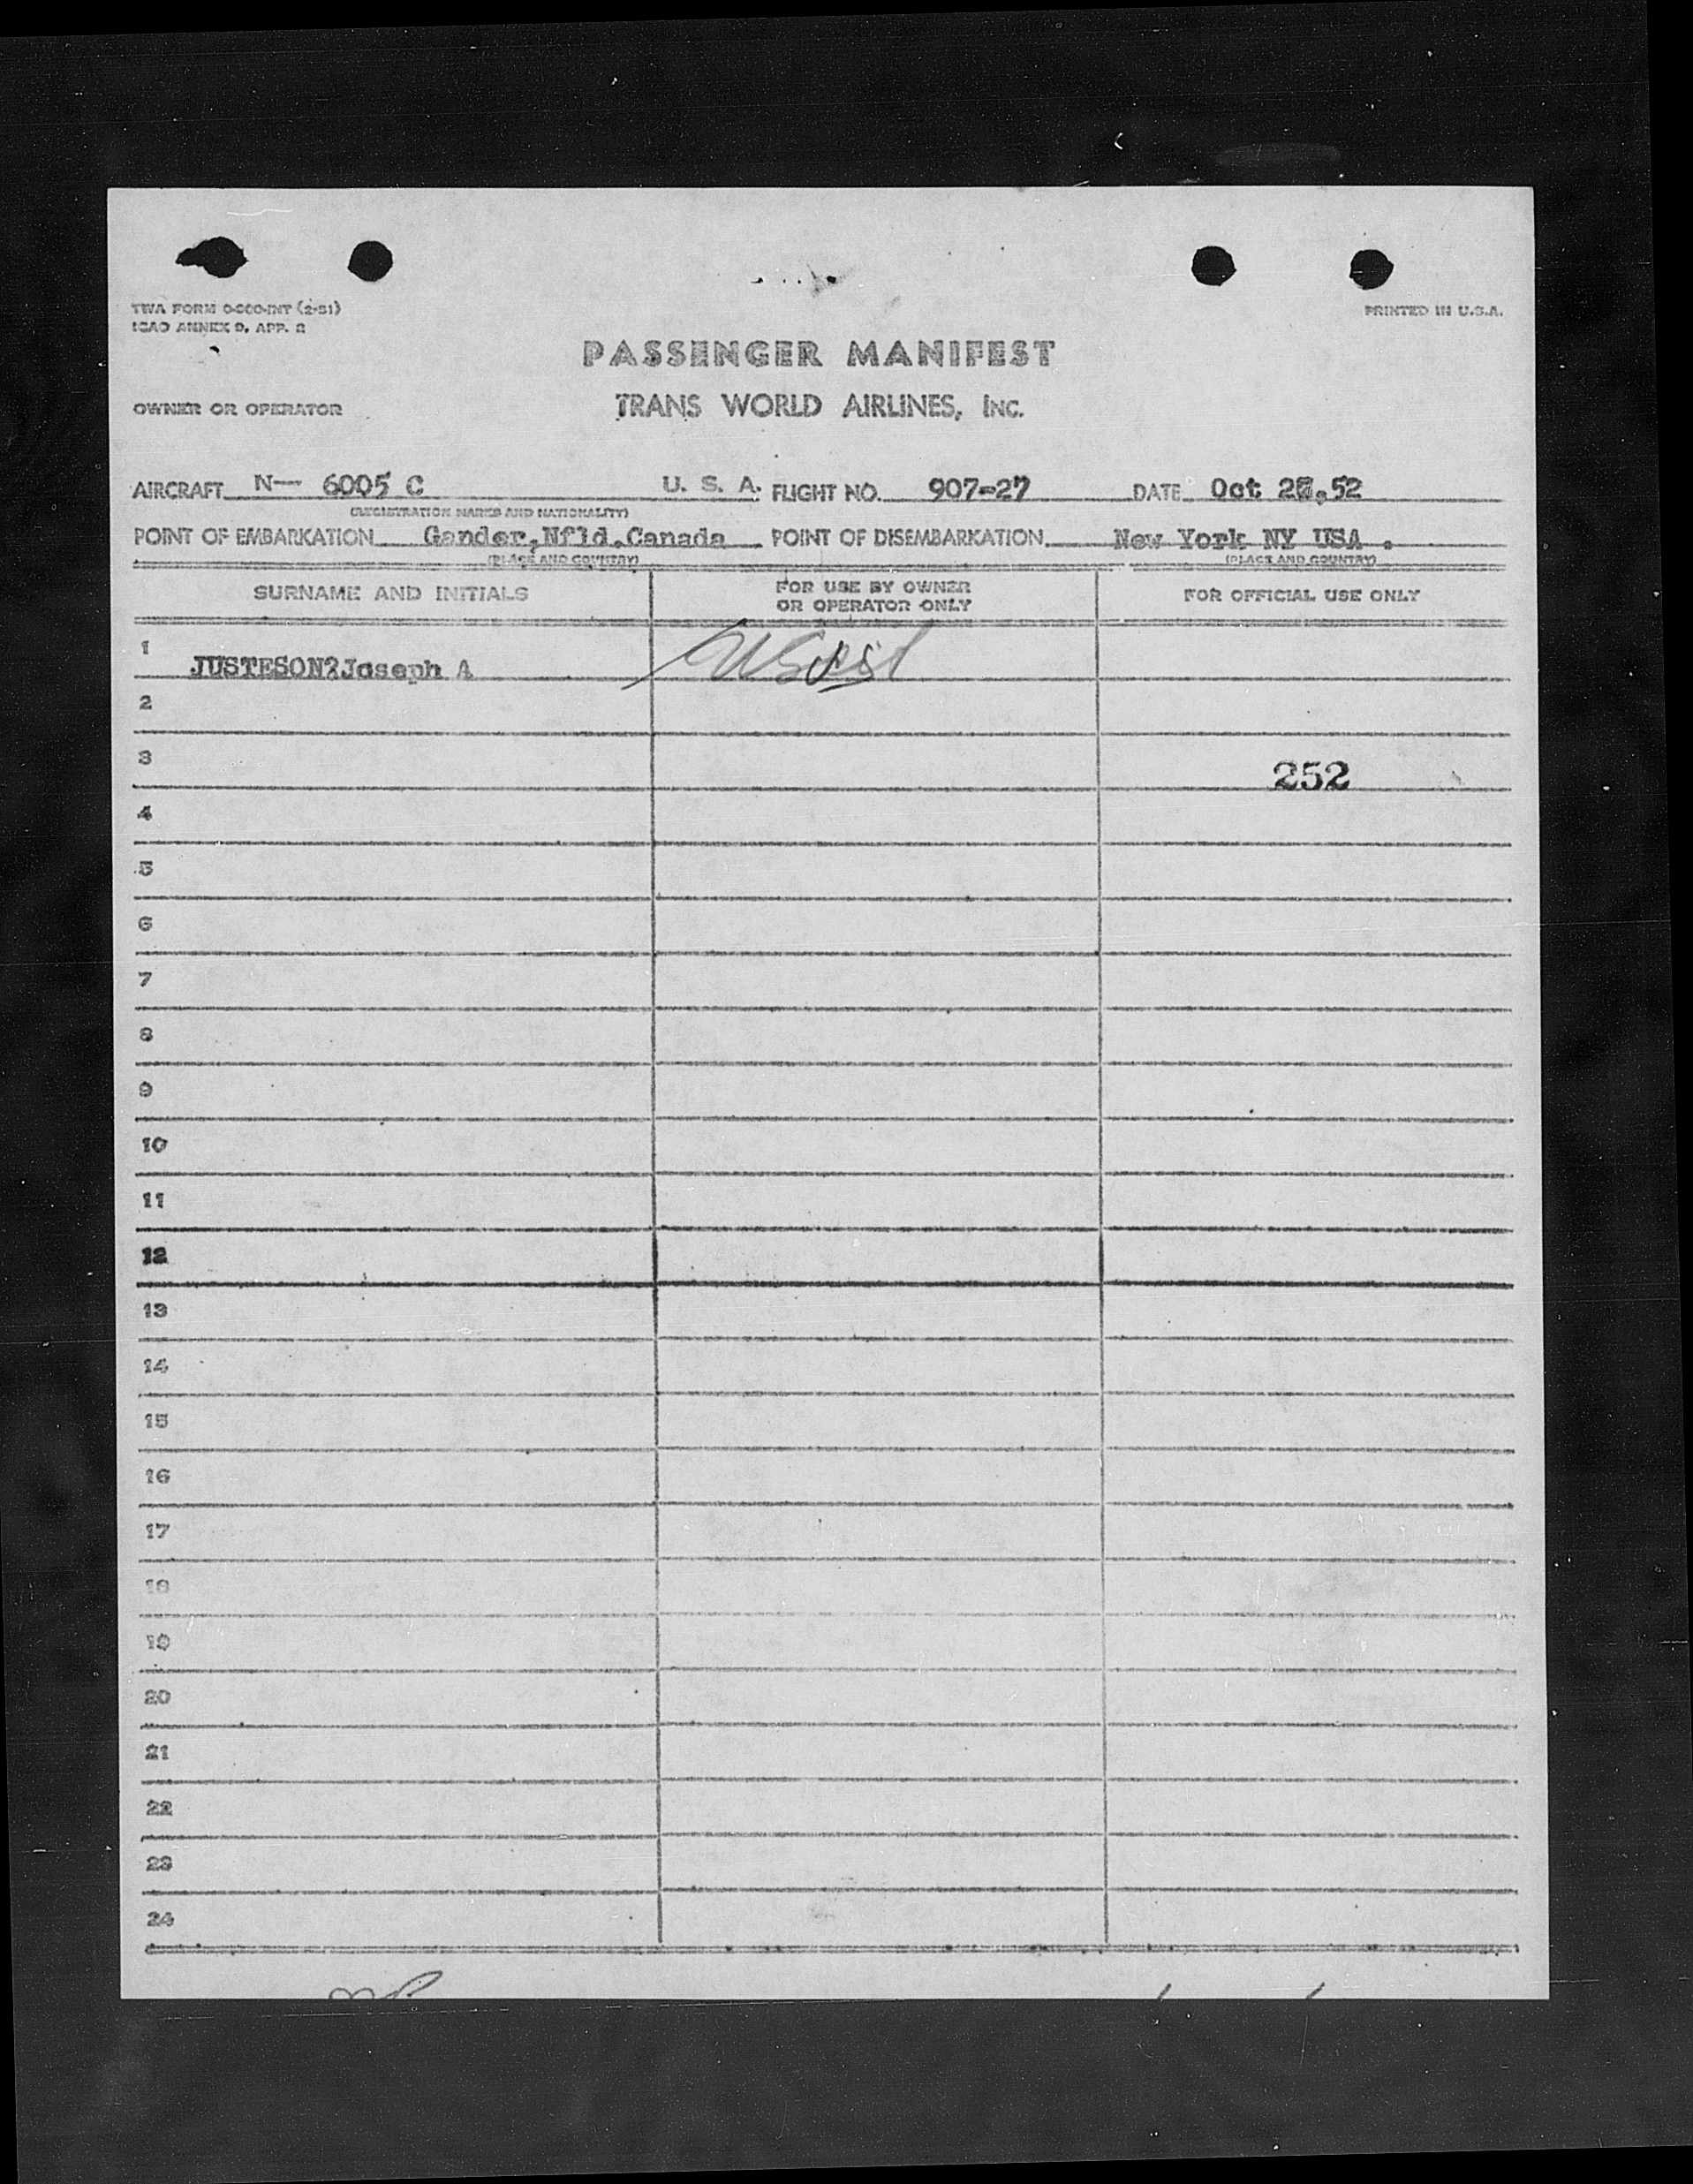 TWA FORM O-800-INT (2-51)
ICAO ANNEX 9, APP. 2
PRINTED IN U.S.A.
PASSENGER MANIFEST
OWNER OR OPERATOR TRANS WORLD AIRLINES, INC.
AIRCRAFT N— 6005 C U. S. A. FLIGHT NO. 907-27 DATE Oct ,52
(REGISTRATION MARKS AND NATIONALITY)
POINT OF EMBARKATION Gander,Nfld.Canada POINT OF DISEMBARKATION New York NY USA .
(PLACE AND COUNTRY) (PLACE AND COUNTRY)
SURNAME AND INITIALS FOR USE BY OWNER OR OPERATOR ONLY FOR OFFICIAL USE ONLY
1 JUSTESON?Joseph A
2
3 252
4
5
6
7
8
9
10
11
12
13
14
15
16
17
18
19
20
21
22
23
24